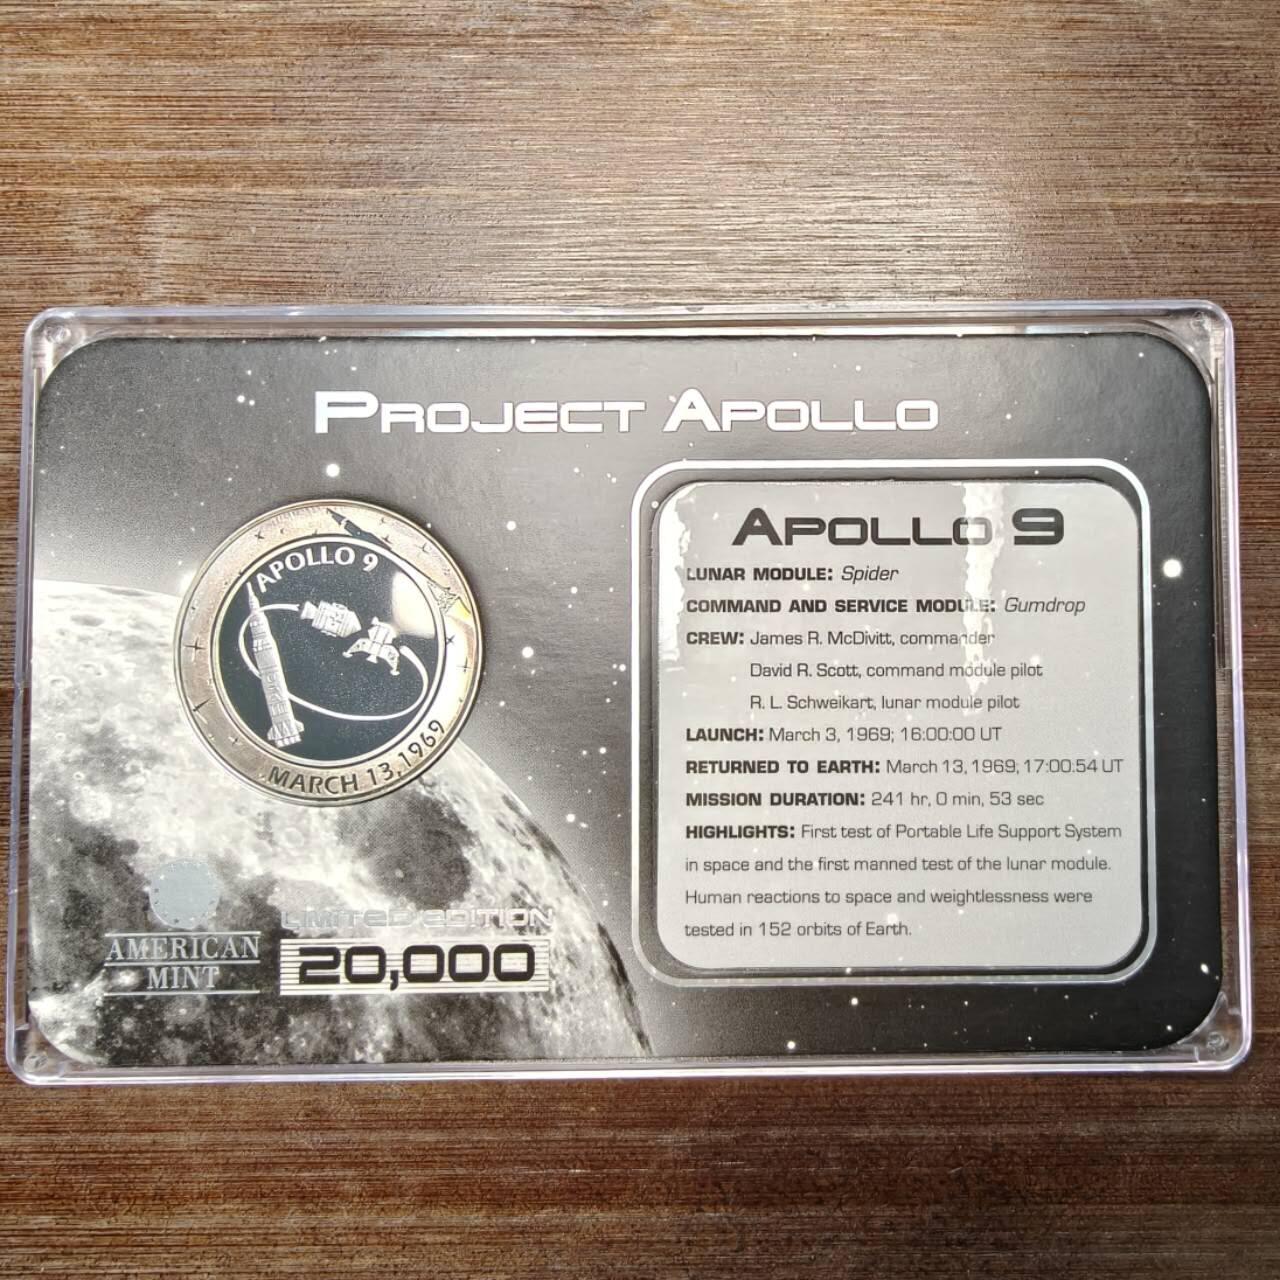 PROJECT APOLLO
APOLLO 9
MARCH 13, 1969
AMERICAN
MINT
LIMITED EDITION
20,000
APOLLO 9
LUNAR MODULE: Spider
COMMAND AND SERVICE MODULE: Gumdrop
CREW: James R. McDivitt, commander
David R. Scott, command module pilot
R. L. Schweikart, lunar module pilot
LAUNCH: March 3, 1969; 16:00:00 UT
RETURNED TO EARTH: March 13, 1969; 17:00:54 UT
MISSION DURATION: 241 hr, 0 min, 53 sec
HIGHLIGHTS: First test of Portable Life Support System
in space and the first manned test of the lunar module.
Human reactions to space and weightlessness were
tested in 152 orbits of Earth.